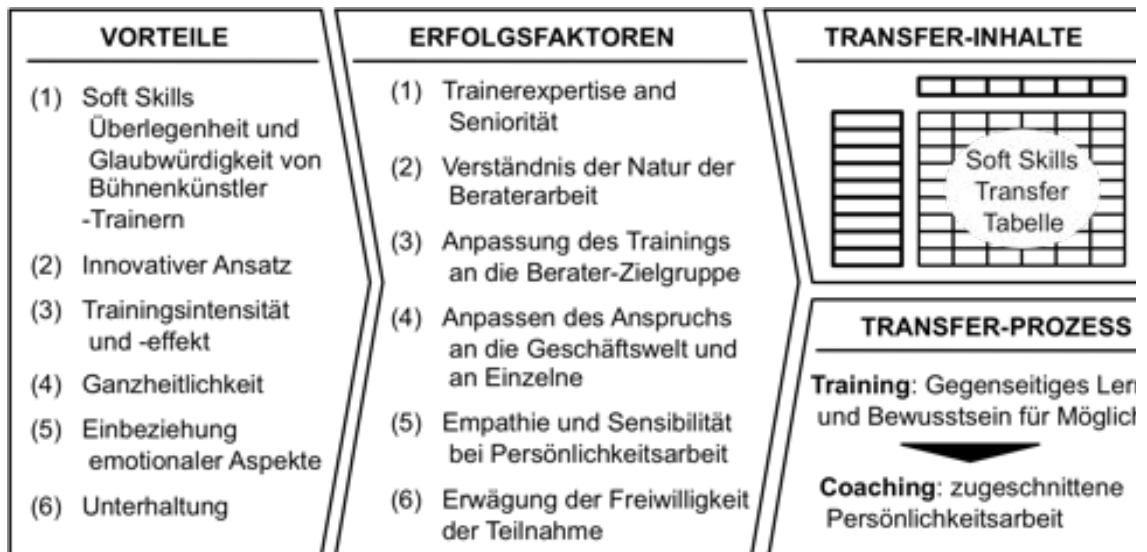 VORTEILE
(1) Soft Skills
Überlegenheit und
Glaubwürdigkeit von
Bühnenkünstler
-Trainern
(2) Innovativer Ansatz
(3) Trainingsintensität
und -effekt
(4) Ganzheitlichkeit
(5) Einbeziehung
emotionaler Aspekte
(6) Unterhaltung
ERFOLGSFAKTOREN
(1) Trainerexpertise and
Seniorität
(2) Verständnis der Natur der
Beraterarbeit
(3) Anpassung des Trainings
an die Berater-Zielgruppe
(4) Anpassen des Anspruchs
an die Geschäftswelt und
an Einzelne
(5) Empathie und Sensibilität
bei Persönlichkeitsarbeit
(6) Erwägung der Freiwilligkeit
der Teilnahme
TRANSFER-INHALTE
Soft Skills
Transfer
Tabelle
TRANSFER-PROZESS
Training: Gegenseitiges Ler
und Bewusstsein für Möglich
Coaching: zugeschnittene
Persönlichkeitsarbeit